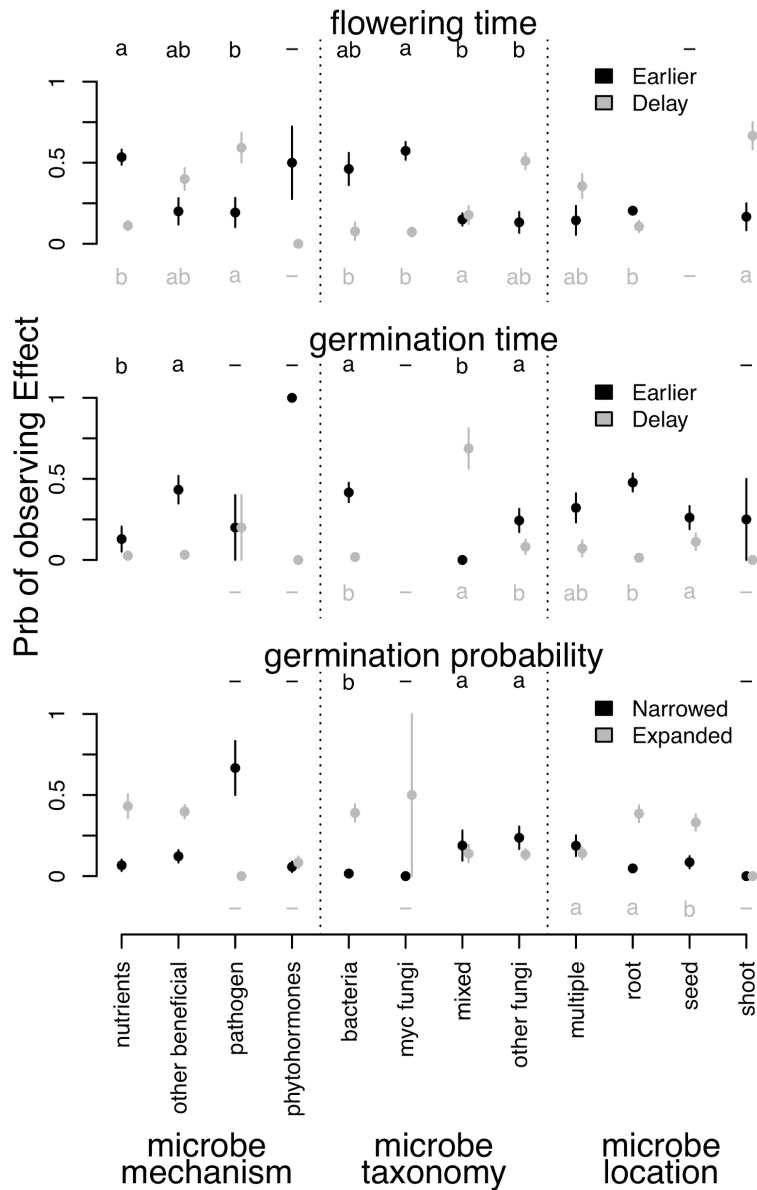 flowering time
a ab b – ab a b b –
Earlier
Delay
1
0.5
0
b ab a – b b a ab ab b – a
germination time
b a – – a – b a –
Earlier
Delay
1
0.5
0
– – b – a b ab b a –
Prb of observing Effect
germination probability
– – b – a a –
Narrowed
Expanded
1
0.5
0
– – a a b –
nutrients
other beneficial
pathogen
phytohormones
bacteria
myc fungi
mixed
other fungi
multiple
root
seed
shoot
microbe
mechanism
microbe
taxonomy
microbe
location